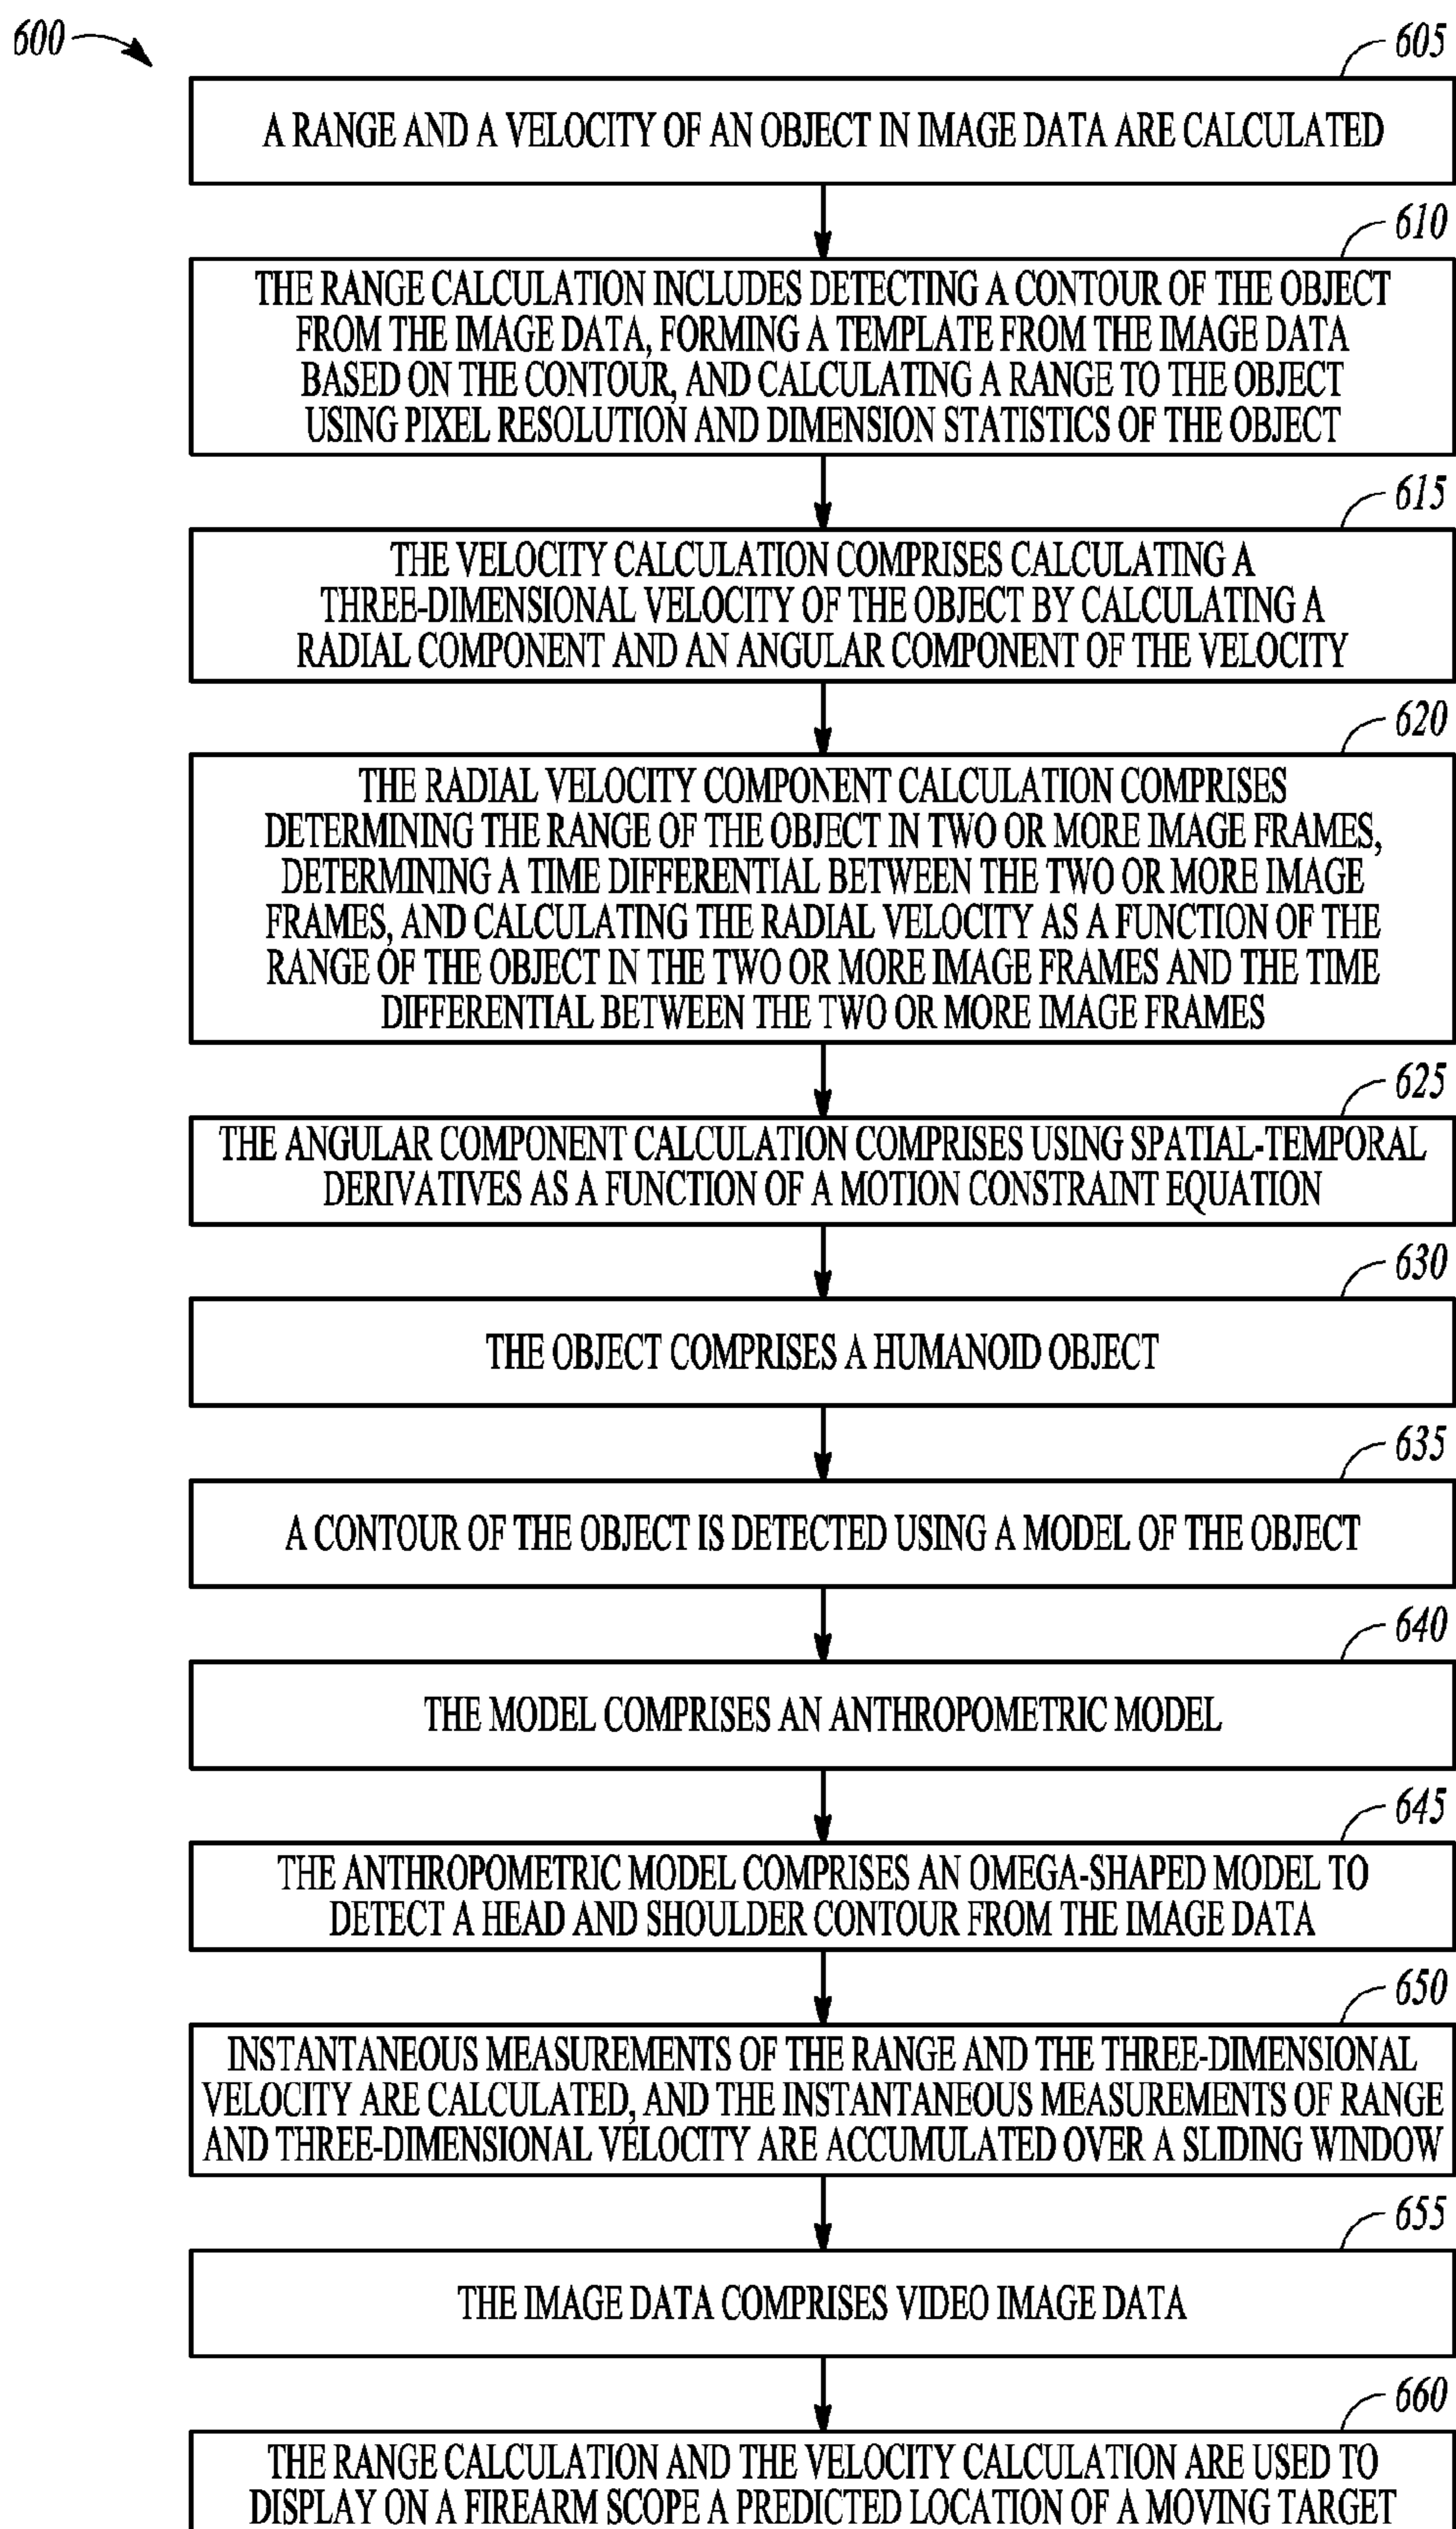 600
605
A RANGE AND A VELOCITY OF AN OBJECT IN IMAGE DATA ARE CALCULATED
610
THE RANGE CALCULATION INCLUDES DETECTING A CONTOUR OF THE OBJECT
FROM THE IMAGE DATA, FORMING A TEMPLATE FROM THE IMAGE DATA
BASED ON THE CONTOUR, AND CALCULATING A RANGE TO THE OBJECT
USING PIXEL RESOLUTION AND DIMENSION STATISTICS OF THE OBJECT
615
THE VELOCITY CALCULATION COMPRISES CALCULATING A
THREE-DIMENSIONAL VELOCITY OF THE OBJECT BY CALCULATING A
RADIAL COMPONENT AND AN ANGULAR COMPONENT OF THE VELOCITY
620
THE RADIAL VELOCITY COMPONENT CALCULATION COMPRISES
DETERMINING THE RANGE OF THE OBJECT IN TWO OR MORE IMAGE FRAMES,
DETERMINING A TIME DIFFERENTIAL BETWEEN THE TWO OR MORE IMAGE
FRAMES, AND CALCULATING THE RADIAL VELOCITY AS A FUNCTION OF THE
RANGE OF THE OBJECT IN THE TWO OR MORE IMAGE FRAMES AND THE TIME
DIFFERENTIAL BETWEEN THE TWO OR MORE IMAGE FRAMES
625
THE ANGULAR COMPONENT CALCULATION COMPRISES USING SPATIAL-TEMPORAL
DERIVATIVES AS A FUNCTION OF A MOTION CONSTRAINT EQUATION
630
THE OBJECT COMPRISES A HUMANOID OBJECT
635
A CONTOUR OF THE OBJECT IS DETECTED USING A MODEL OF THE OBJECT
640
THE MODEL COMPRISES AN ANTHROPOMETRIC MODEL
645
THE ANTHROPOMETRIC MODEL COMPRISES AN OMEGA-SHAPED MODEL TO
DETECT A HEAD AND SHOULDER CONTOUR FROM THE IMAGE DATA
650
INSTANTANEOUS MEASUREMENTS OF THE RANGE AND THE THREE-DIMENSIONAL
VELOCITY ARE CALCULATED, AND THE INSTANTANEOUS MEASUREMENTS OF RANGE
AND THREE-DIMENSIONAL VELOCITY ARE ACCUMULATED OVER A SLIDING WINDOW
655
THE IMAGE DATA COMPRISES VIDEO IMAGE DATA
660
THE RANGE CALCULATION AND THE VELOCITY CALCULATION ARE USED TO
DISPLAY ON A FIREARM SCOPE A PREDICTED LOCATION OF A MOVING TARGET